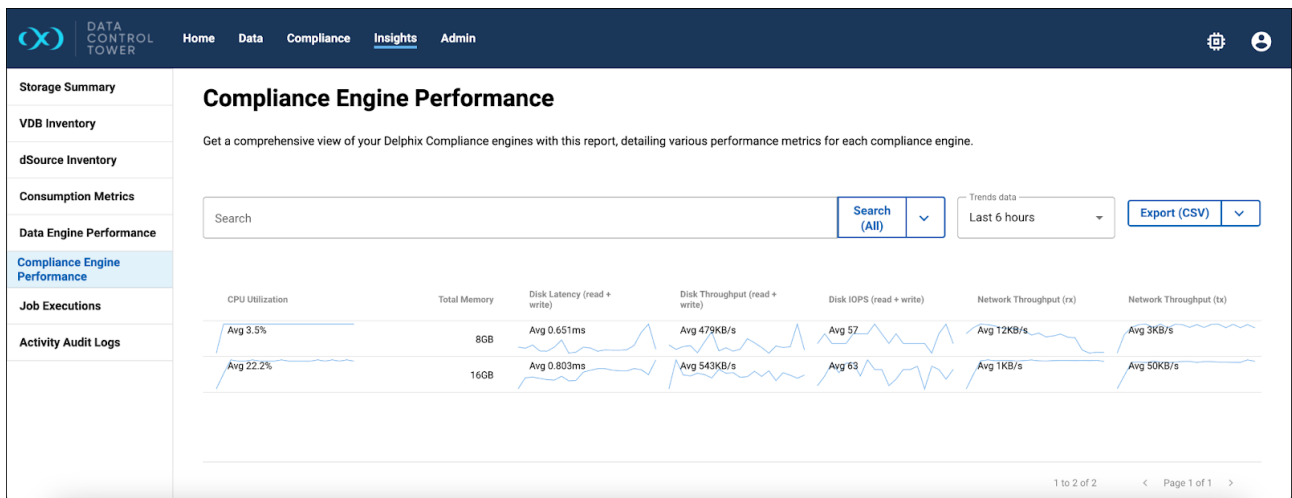 DATA
CONTROL
TOWER
Home Data Compliance Insights Admin
Storage Summary
VDB Inventory
dSource Inventory
Consumption Metrics
Data Engine Performance
Compliance Engine
Performance
Job Executions
Activity Audit Logs
Compliance Engine Performance
Get a comprehensive view of your Delphix Compliance engines with this report, detailing various performance metrics for each compliance engine.
Search
Search
(All)
Trends data
Last 6 hours
Export (CSV)
CPU Utilization
Total Memory
Disk Latency (read +
write)
Disk Throughput (read +
write)
Disk IOPS (read + write)
Network Throughput (rx)
Network Throughput (tx)
Avg 3.5% 8GB Avg 0.651ms Avg 479KB/s Avg 57 Avg 12KB/s Avg 3KB/s
Avg 22.2% 16GB Avg 0.803ms Avg 543KB/s Avg 63 Avg 1KB/s Avg 50KB/s
1 to 2 of 2 Page 1 of 1